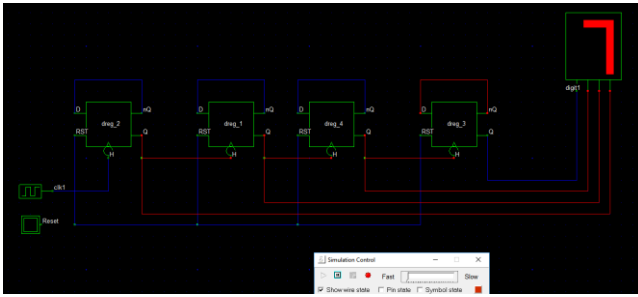 7
digit1
D nQ D nQ D nQ D nQ
dreg_2 dreg_1 dreg_4 dreg_3
RST Q RST Q RST Q RST Q
H H H H
clk1
Reset
Simulation Control
Fast Slow
Show wire state Pin state Symbol state